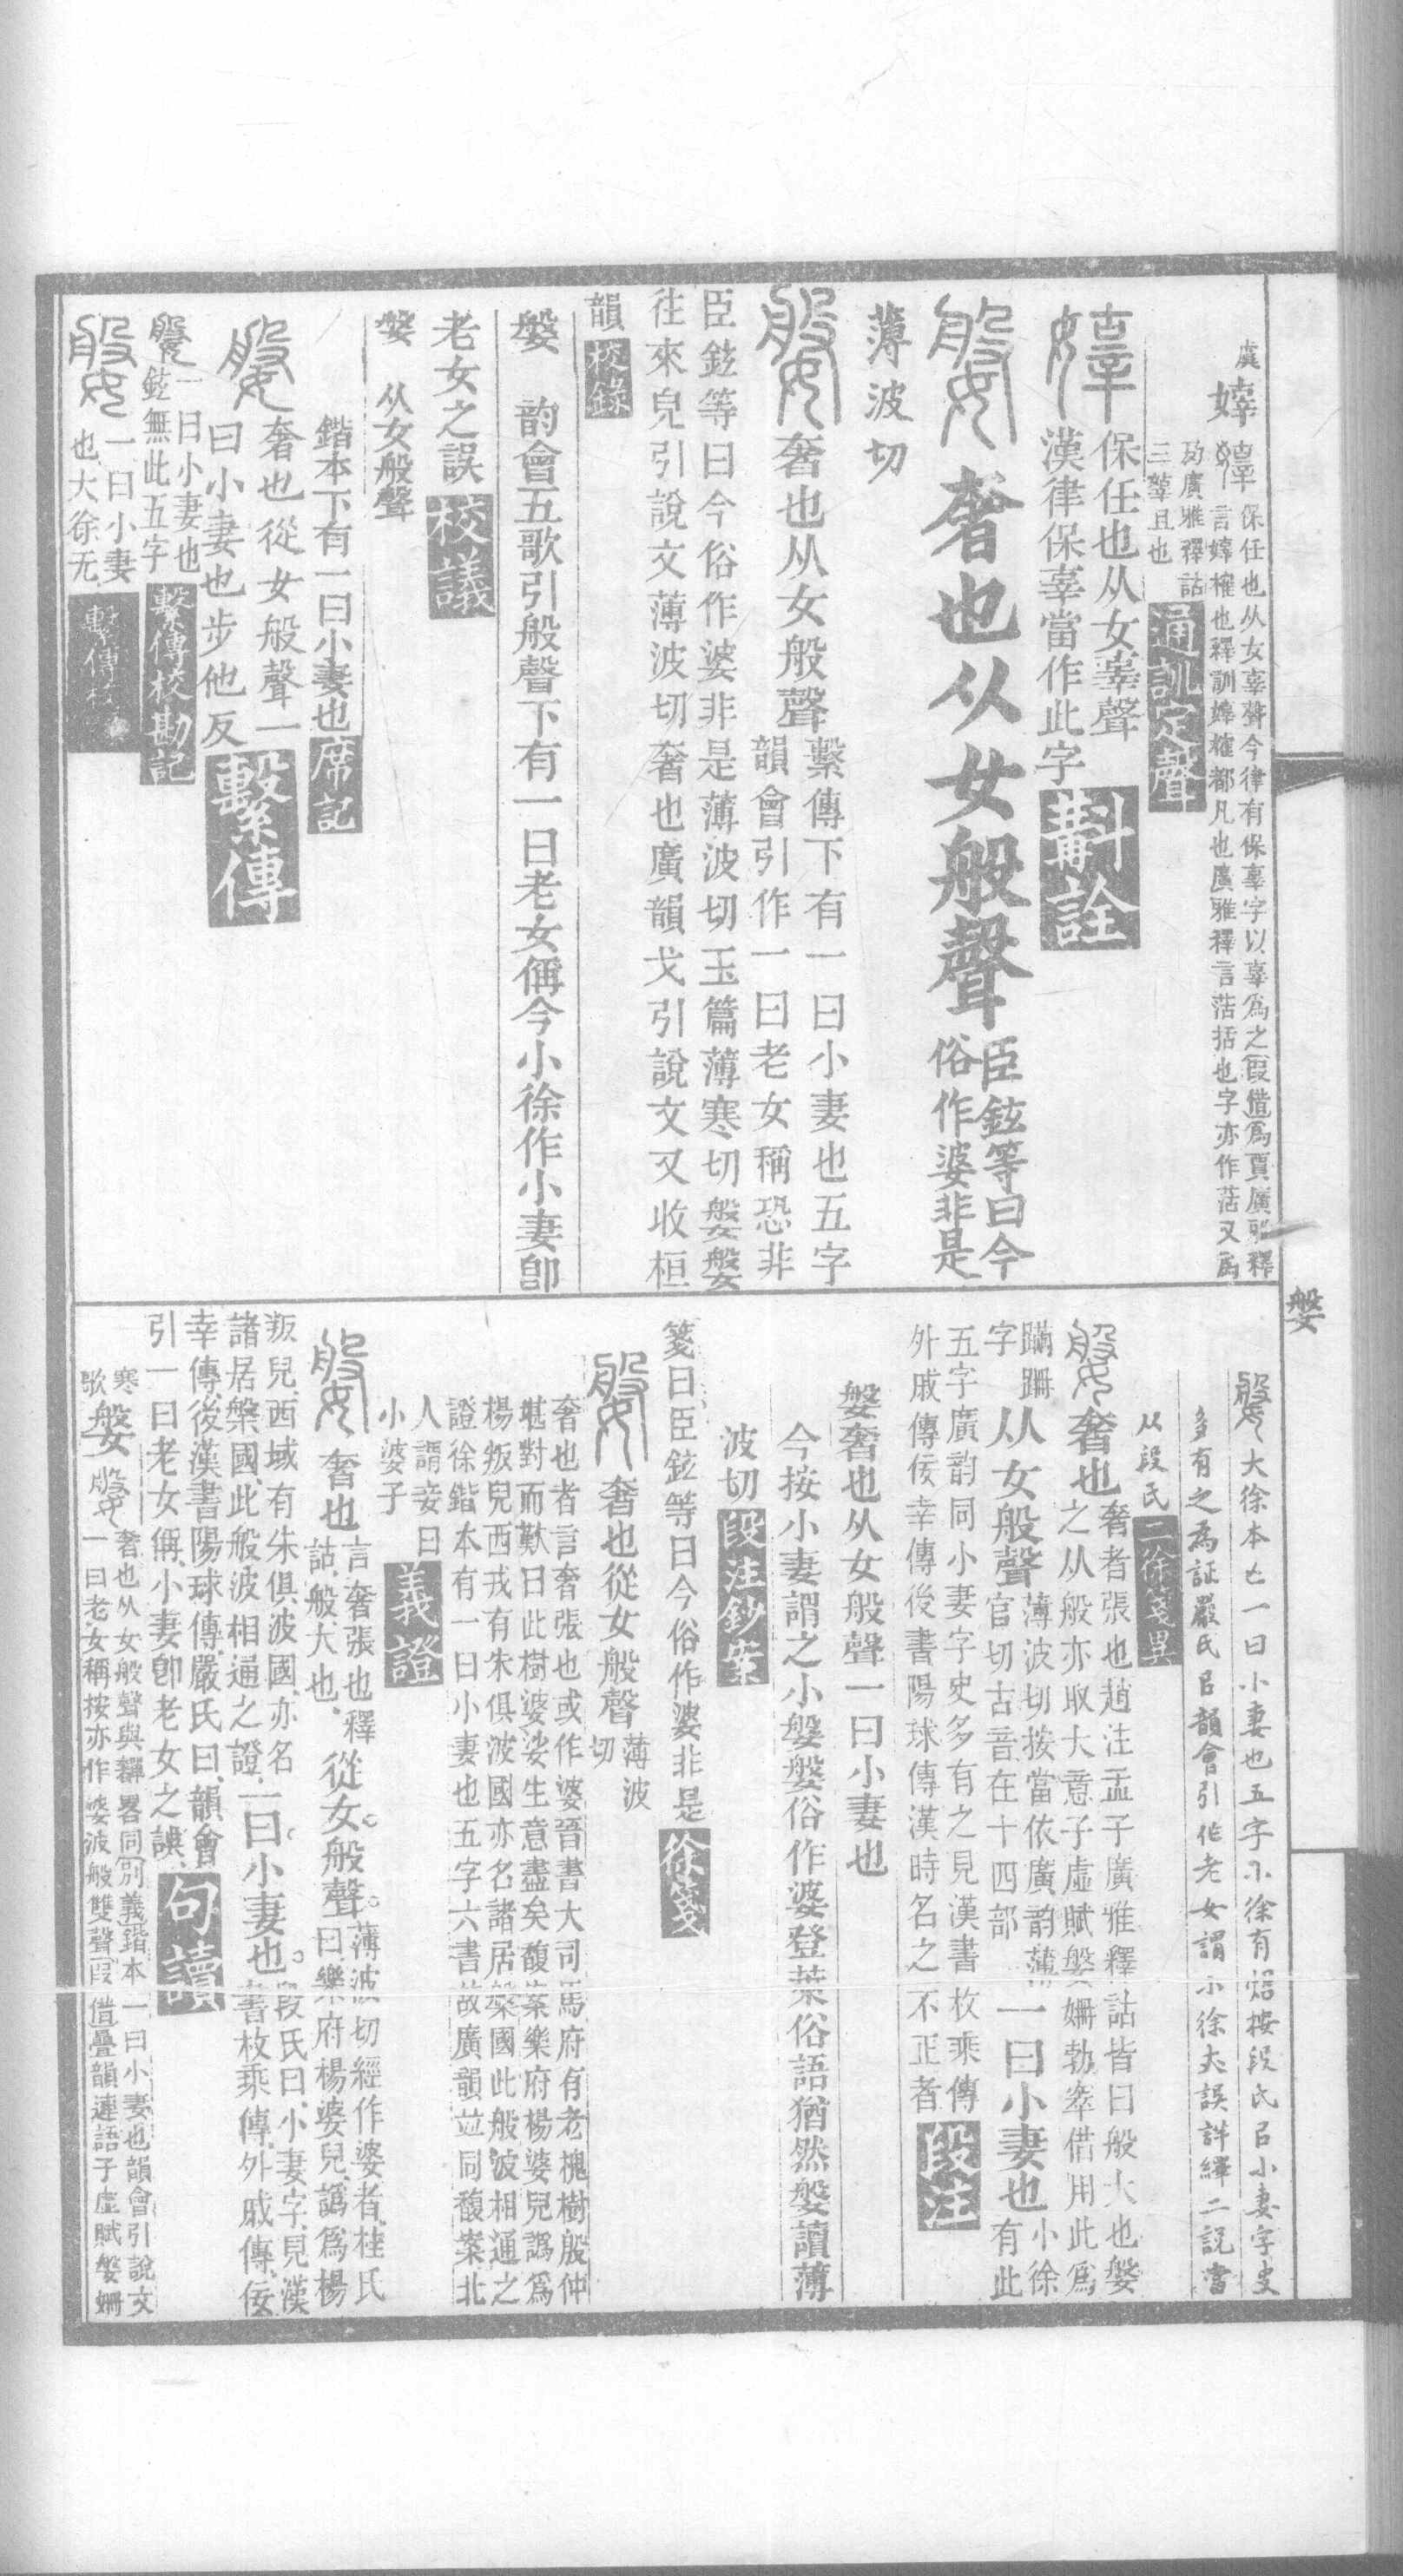 虞
嫴
保任也从女辜聲今律有保辜字以辜爲之叚借爲賈廣雅釋
言嫴榷也釋訓嫴榷都凡也廣雅釋言䓇括也字亦作䓇又爲
劼廣雅釋詁
三嫴且也
通訓定聲
保任也从女辜聲
漢律保辜當作此字
斠詮
奢也从女般聲
臣鉉等曰今
俗作婆非是
薄波切
奢也从女般聲
繫傳下有一曰小妻也五字
韻會引作一曰老女稱恐非
臣鉉等曰今俗作婆非是薄波切玉篇薄寒切媻媻
往來皃引說文薄波切奢也廣韻戈引說文又收桓
韻
校錄
媻 韵會五歌引般聲下有一曰老女偁今小徐作小妻卽
老女之誤
校議
媻 从女般聲
鍇本下有一曰小妻也
席記
奢也從女般聲一
曰小妻也步他反
繫傳
一曰小妻也
鉉無此五字
繫傳校勘記
一曰小妻
也大徐无
媻
大徐本亡一曰小妻也五字小徐有焰按段氏吕小妻字史
多有之爲証嚴氏吕韻會引作老女謂小徐夫誤詳繹二説當
从段氏
二徐箋異
奢也
奢者張也趙注孟子廣雅釋詁皆曰般大也媻
之从般亦取大意子虛賦媻姍勃窣借用此爲
蹣跚
字
从女般聲
薄波切按當依廣韵薄
官切古音在十四部
一曰小妻也
小徐
有此
五字廣韵同小妻字史多有之見漢書枚乘傳
外戚傳佞幸傳後書陽球傳漢時名之不正者
段注
媻奢也从女般聲一曰小妻也
今按小妻謂之小媻媻俗作婆登萊俗語猶然媻讀薄
波切
段注鈔案
箋曰臣鉉等曰今俗作婆非是
徐箋
奢也從女般聲
薄波
切
奢也者言奢張也或作婆晉書大司馬府有老槐樹殷仲
堪對而歎曰此樹婆娑生意盡矣馥案樂府楊婆兒譌爲
楊叛兒西戎有朱俱波國亦名諸居槃國此般波相通之
證徐鍇本有一曰小妻也五字六書故廣韻竝同馥案北
人謂妾曰
小婆子
義證
奢也
言奢張也釋
詁、般大也、
從女般聲。
薄波切經作婆者、桂氏
曰、樂府楊婆兒、譌爲楊
叛兒、西域有朱俱波國、亦名
諸居槃國、此般波相通之證、
一曰小妻也。
段氏曰、小妻字、見漢
書枚乘傳、外戚傳、佞
幸傳、後漢書陽球傳、嚴氏曰、韻會
引一曰老女偁、小妻卽老女之誤、
句讀
寒
歌
媻
奢也从女般聲與奲畧同別義鍇本一曰小妻也韻會引說文
一曰老女稱按亦作婆波般雙聲叚借疊韻連語子虛賦媻姍